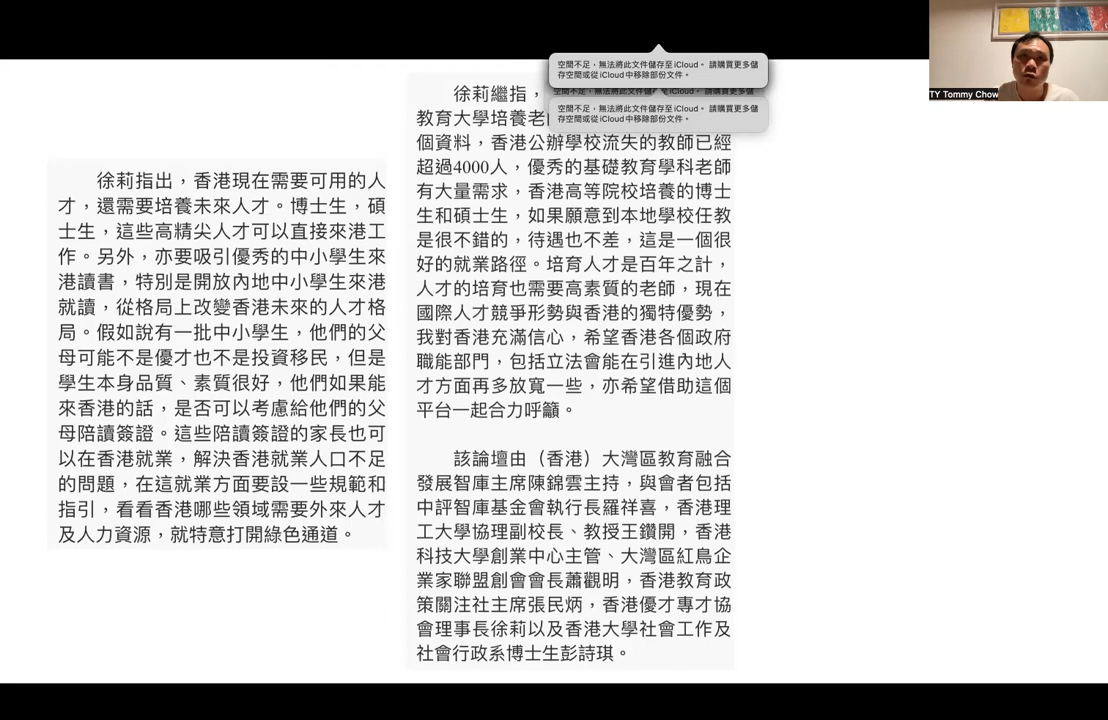 徐莉指出，香港現在需要可用的人
才，還需要培養未來人才。博士生，碩
士生，這些高精尖人才可以直接來港工
作。另外，亦要吸引優秀的中小學生來
港讀書，特別是開放內地中小學生來港
就讀，從格局上改變香港未來的人才格
局。假如說有一批中小學生，他們的父
母可能不是優才也不是投資移民，但是
學生本身品質、素質很好，他們如果能
來香港的話，是否可以考慮給他們的父
母陪讀簽證。這些陪讀簽證的家長也可
以在香港就業，解決香港就業人口不足
的問題，在這就業方面要設一些規範和
指引，看看香港哪些領域需要外來人才
及人力資源，就特意打開綠色通道。
徐莉繼指，
教育大學培養老
個資料，香港公辦學校流失的教師已經
超過4000人，優秀的基礎教育學科老師
有大量需求，香港高等院校培養的博士
生和碩士生，如果願意到本地學校任教
是很不錯的，待遇也不差，這是一個很
好的就業路徑。培育人才是百年之計，
人才的培育也需要高素質的老師，現在
國際人才競爭形勢與香港的獨特優勢，
我對香港充滿信心，希望香港各個政府
職能部門，包括立法會能在引進內地人
才方面再多放寬一些，亦希望借助這個
平台一起合力呼籲。
該論壇由（香港）大灣區教育融合
發展智庫主席陳錦雲主持，與會者包括
中評智庫基金會執行長羅祥喜，香港理
工大學協理副校長、教授王鑽開，香港
科技大學創業中心主管、大灣區紅鳥企
業家聯盟創會會長蕭觀明，香港教育政
策關注社主席張民炳，香港優才專才協
會理事長徐莉以及香港大學社會工作及
社會行政系博士生彭詩琪。
空間不足，無法將此文件儲存至 iCloud。 請購買更多儲
存空間或從 iCloud 中移除部份文件。
空間不足，無法將此文件儲存至 iCloud。 請購買更多儲
空間不足，無法將此文件儲存至 iCloud。 請購買更多儲
存空間或從 iCloud 中移除部份文件。
TY Tommy Chow